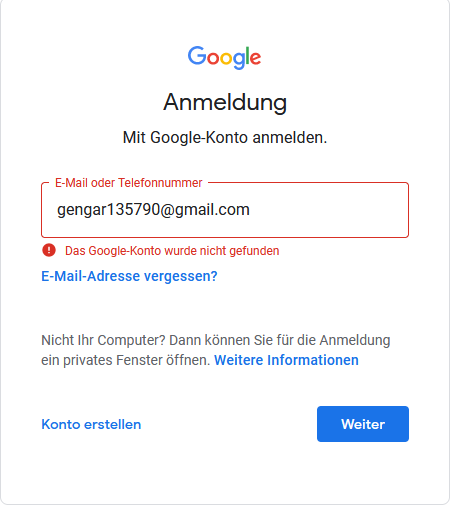 Google
Anmeldung
Mit Google-Konto anmelden.
E-Mail oder Telefonnummer
gengar135790@gmail.com
Das Google-Konto wurde nicht gefunden
E-Mail-Adresse vergessen?
Nicht Ihr Computer? Dann können Sie für die Anmeldung
ein privates Fenster öffnen. Weitere Informationen
Konto erstellen
Weiter